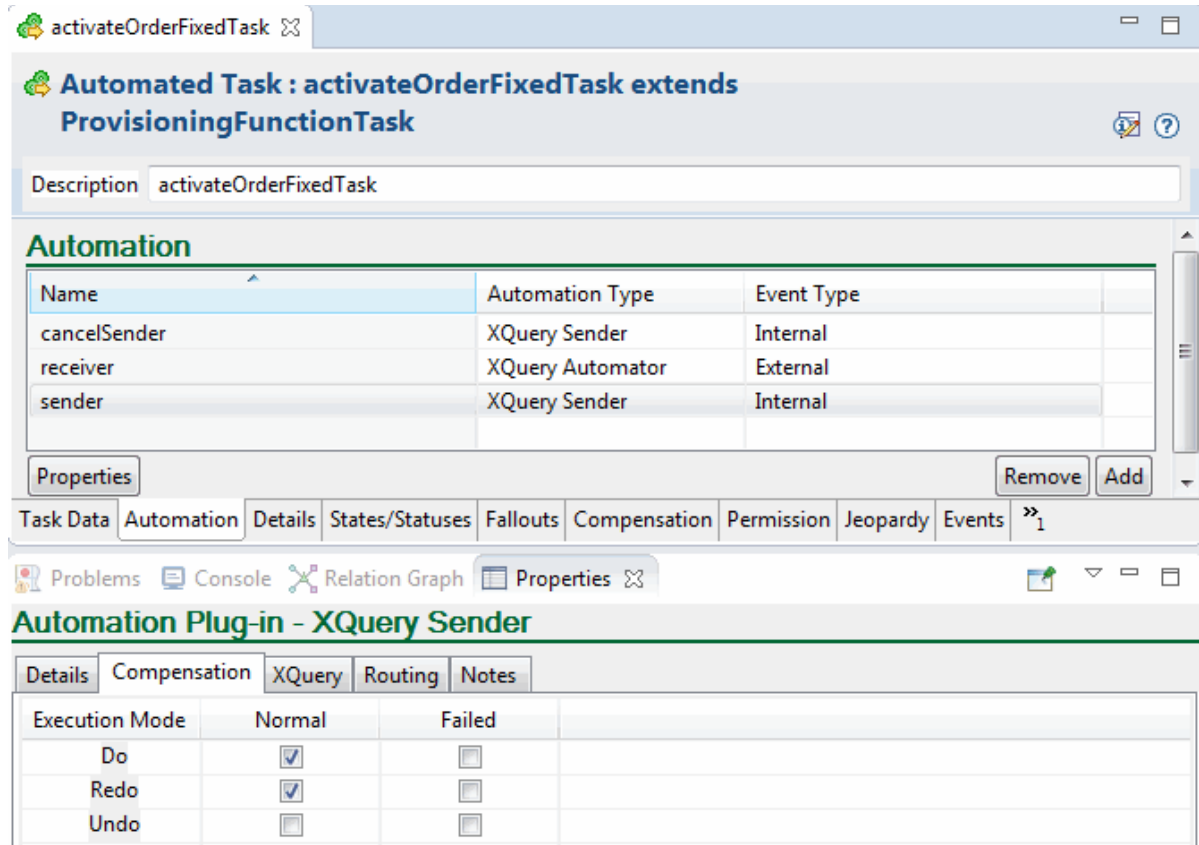 activateOrderFixedTask
Automated Task : activateOrderFixedTask extends
ProvisioningFunctionTask
Description activateOrderFixedTask
Automation
Name Automation Type Event Type
cancelSender XQuery Sender Internal
receiver XQuery Automator External
sender XQuery Sender Internal
Properties Remove Add
Task Data Automation Details States/Statuses Fallouts Compensation Permission Jeopardy Events »1
Problems Console Relation Graph Properties
Automation Plug-in - XQuery Sender
Details Compensation XQuery Routing Notes
Execution Mode Normal Failed
Do
Redo
Undo